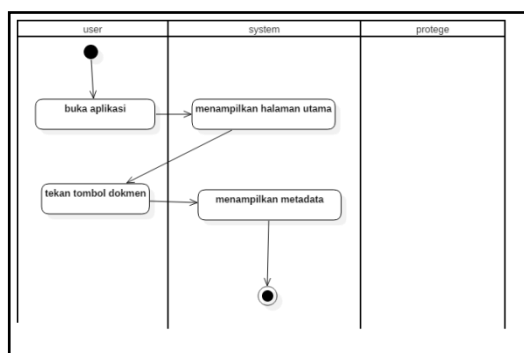 user
system
protege
buka aplikasi
menampilkan halaman utama
tekan tombol dokmen
menampilkan metadata